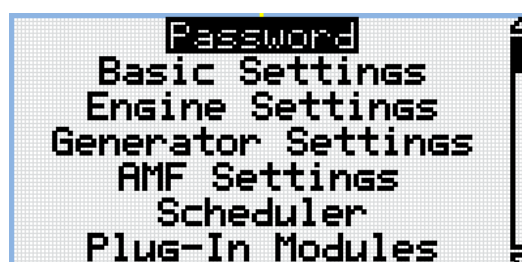 Password
Basic Settings
Engine Settings
Generator Settings
AMF Settings
Scheduler
Plug-In Modules